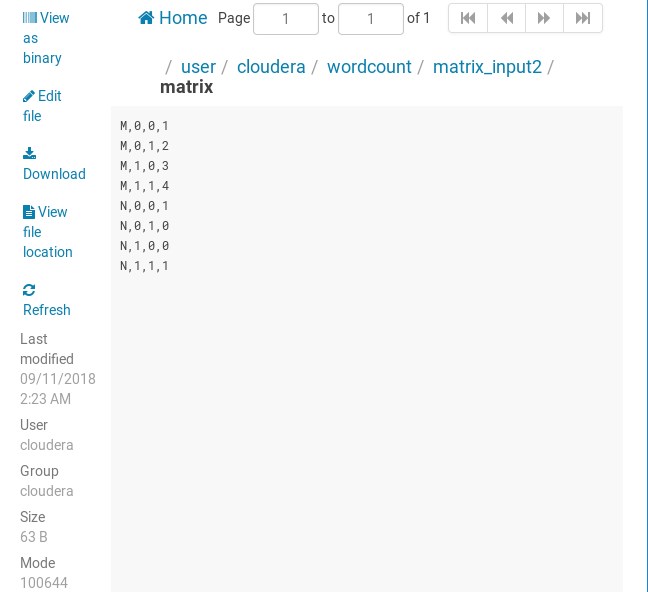 View
as
binary
Edit
file
Download
View
file
location
Refresh
Last
modified
09/11/2018
2:23 AM
User
cloudera
Group
cloudera
Size
63 B
Mode
100644
Home Page 1 to 1 of 1
/ user / cloudera / wordcount / matrix_input2 /
matrix
M,0,0,1
M,0,1,2
M,1,0,3
M,1,1,4
N,0,0,1
N,0,1,0
N,1,0,0
N,1,1,1